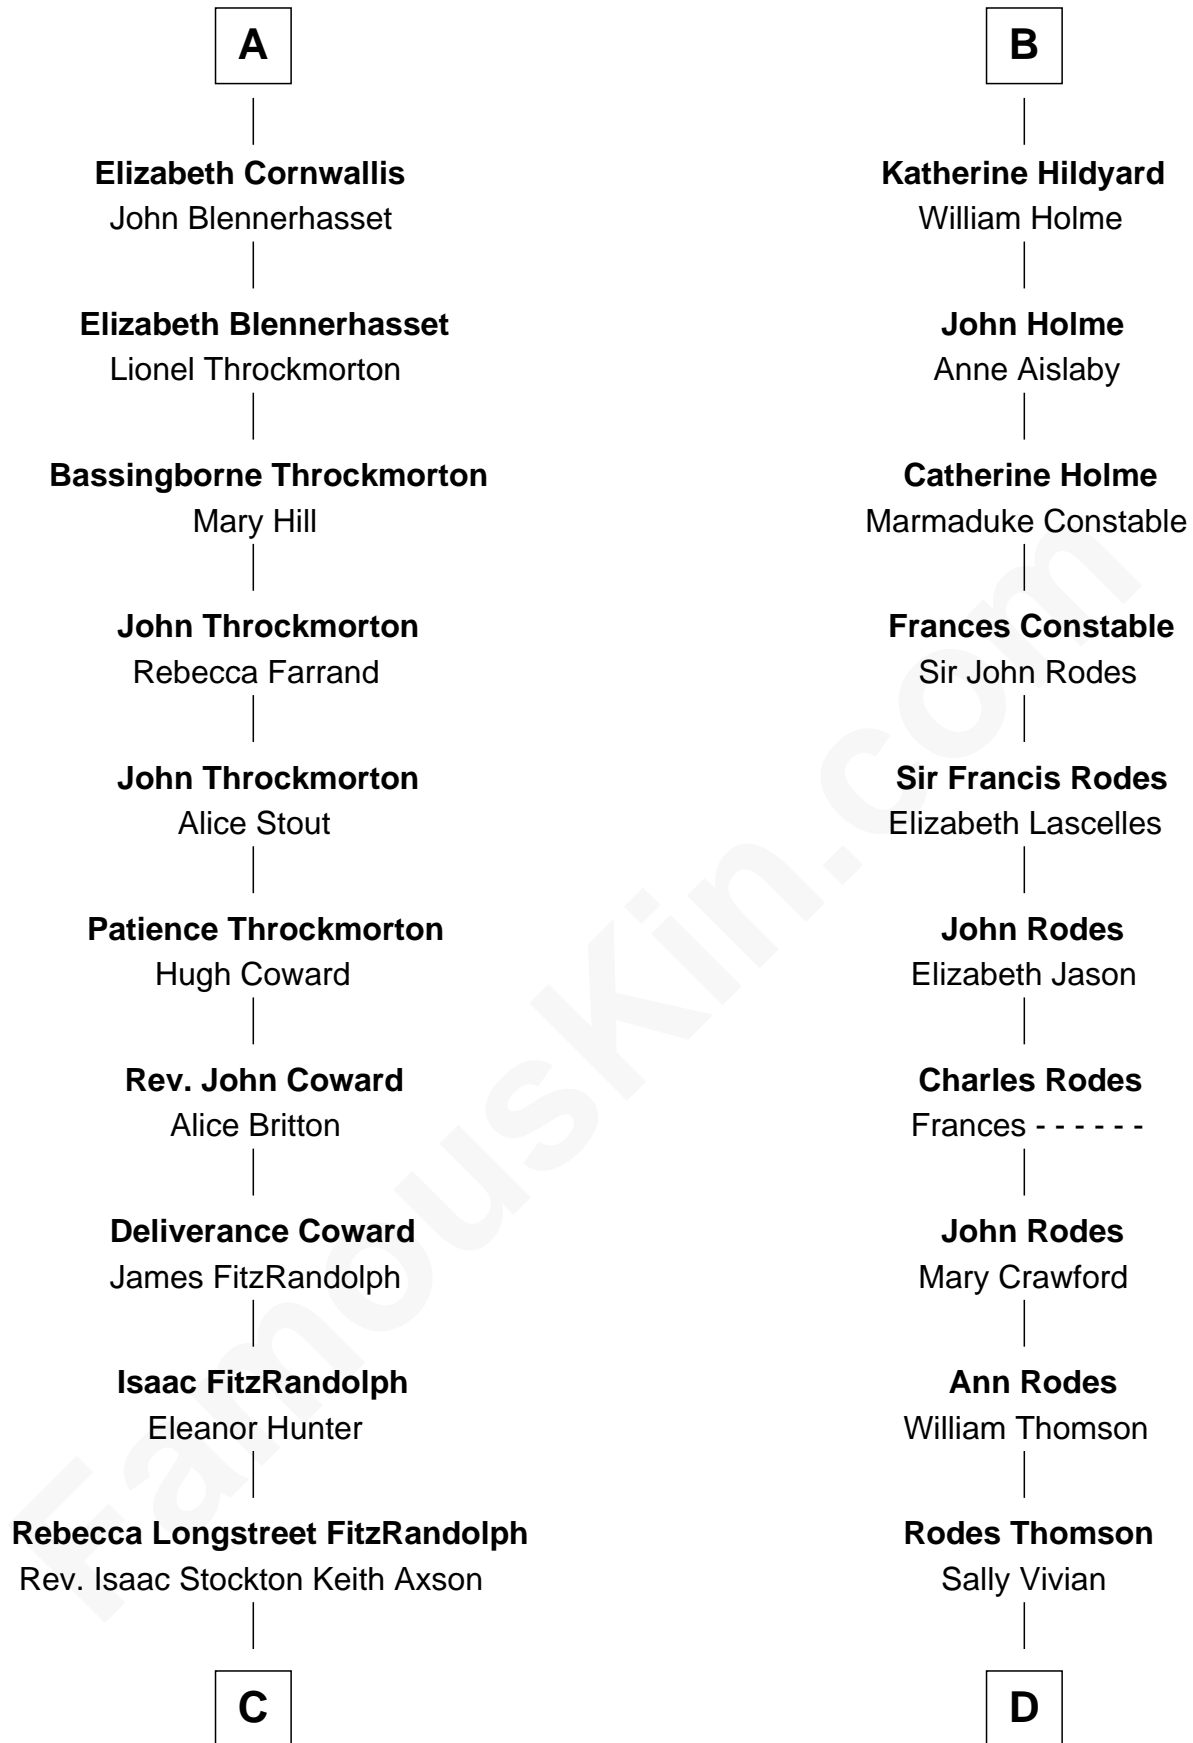 A
Elizabeth Cornwallis
John Blennerhasset
Elizabeth Blennerhasset
Lionel Throckmorton
Bassingborne Throckmorton
Mary Hill
John Throckmorton
Rebecca Farrand
John Throckmorton
Alice Stout
Patience Throckmorton
Hugh Coward
Rev. John Coward
Alice Britton
Deliverance Coward
James FitzRandolph
Isaac FitzRandolph
Eleanor Hunter
Rebecca Longstreet FitzRandolph
Rev. Isaac Stockton Keith Axson
C
B
Katherine Hildyard
William Holme
John Holme
Anne Aislaby
Catherine Holme
Marmaduke Constable
Frances Constable
Sir John Rodes
Sir Francis Rodes
Elizabeth Lascelles
John Rodes
Elizabeth Jason
Charles Rodes
Frances - - - - - -
John Rodes
Mary Crawford
Ann Rodes
William Thomson
Rodes Thomson
Sally Vivian
D
FamousKin.com